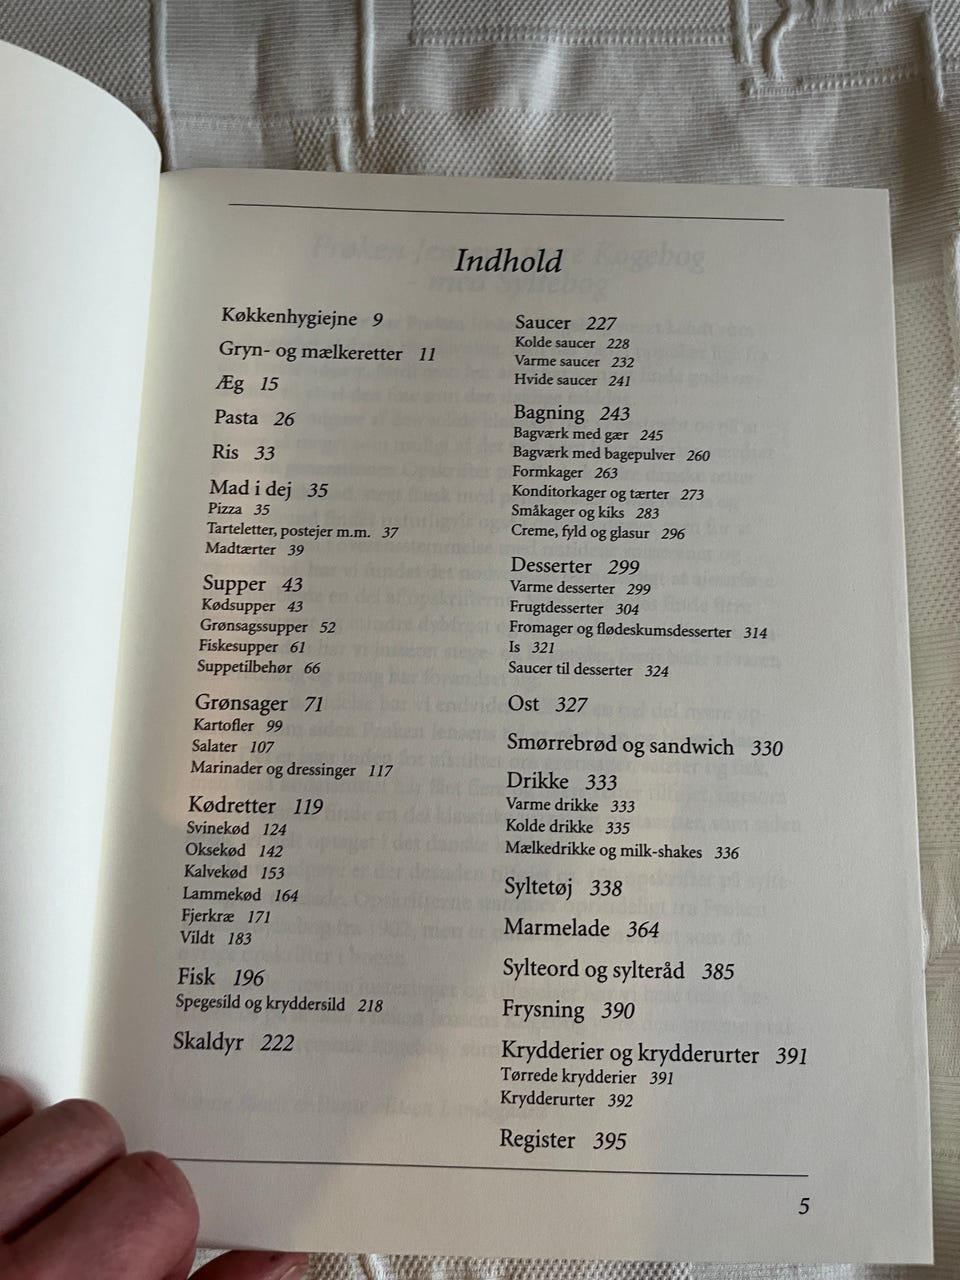 Indhold
Køkkenhygiejne 9
Gryn- og mælkeretter 11
Æg 15
Pasta 26
Ris 33
Mad i dej 35
Pizza 35
Tarteletter, postejer m.m. 37
Madtærter 39
Supper 43
Kødsupper 43
Grønsagssupper 52
Fiskesupper 61
Suppetilbehør 66
Grønsager 71
Kartofler 99
Salater 107
Marinader og dressinger 117
Kødretter 119
Svinekød 124
Oksekød 142
Kalvekød 153
Lammekød 164
Fjerkræ 171
Vildt 183
Fisk 196
Spegesild og kryddersild 218
Skaldyr 222
Saucer 227
Kolde saucer 228
Varme saucer 232
Hvide saucer 241
Bagning 243
Bagværk med gær 245
Bagværk med bagepulver 260
Formkager 263
Konditorkager og tærter 273
Småkager og kiks 283
Creme, fyld og glasur 296
Desserter 299
Varme desserter 299
Frugtdesserter 304
Fromager og flødeskumsdesserter 314
Is 321
Saucer til desserter 324
Ost 327
Smørrebrød og sandwich 330
Drikke 333
Varme drikke 333
Kolde drikke 335
Mælkedrikke og milk-shakes 336
Syltetøj 338
Marmelade 364
Sylteord og sylteråd 385
Frysning 390
Krydderier og krydderurter 391
Tørrede krydderier 391
Krydderurter 392
Register 395
5